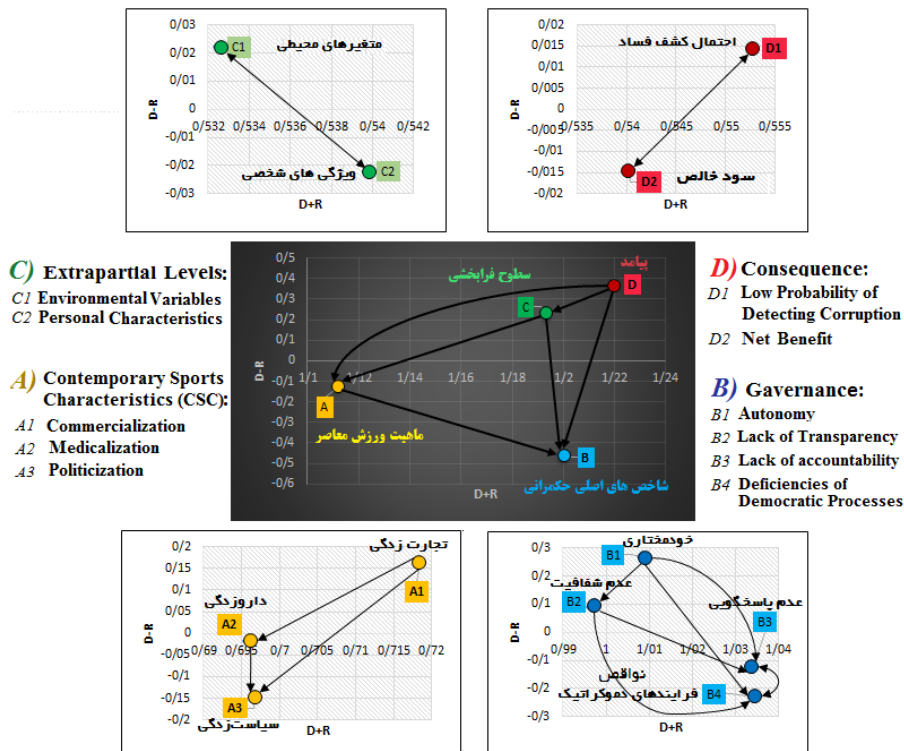 0/03
0/02
0/01
0
-0/01
-0/02
-0/03
D-R
0/532
0/534
0/536
0/538
0/54
0/542
D+R
C1
متغیرهای محیطی
C2
ویژگی های شخصی
0/02
0/015
0/01
0/005
0
-0/005
-0/01
-0/015
-0/02
D-R
0/535
0/54
0/545
0/55
0/555
D+R
احتمال کشف فساد
D1
D2
سود خالص
C) Extrapartial Levels:
C1 Environmental Variables
C2 Personal Characteristics
A) Contemporary Sports
Characteristics (CSC):
A1 Commercialization
A2 Medicalization
A3 Politicization
0/5
0/4
0/3
0/2
0/1
0
-0/1
-0/2
-0/3
-0/4
-0/5
-0/6
D-R
1/1
1/12
1/14
1/16
1/18
1/2
1/22
1/24
D+R
سطوح فرابخشی
پیامد
D
C
A
ماهیت ورزش معاصر
B
شاخص های اصلی حکمرانی
D) Consequence:
D1 Low Probability of
Detecting Corruption
D2 Net Benefit
B) Gavernance:
B1 Autonomy
B2 Lack of Transparency
B3 Lack of accountability
B4 Deficiencies of
Democratic Processes
0/2
0/15
0/1
0/05
0
-0/05
-0/1
-0/15
-0/2
D-R
0/69
0/695
0/7
0/705
0/71
0/715
0/72
D+R
تجارت زدگی
A1
داروزدگی
A2
A3
سیاست‌زدگی
0/3
0/2
0/1
0
-0/1
-0/2
-0/3
D-R
0/99
1
1/01
1/02
1/03
1/04
D+R
خودمختاری
B1
عدم شفافیت
B2
عدم پاسخگویی
B3
نواقص
فرایندهای دموکراتیک
B4